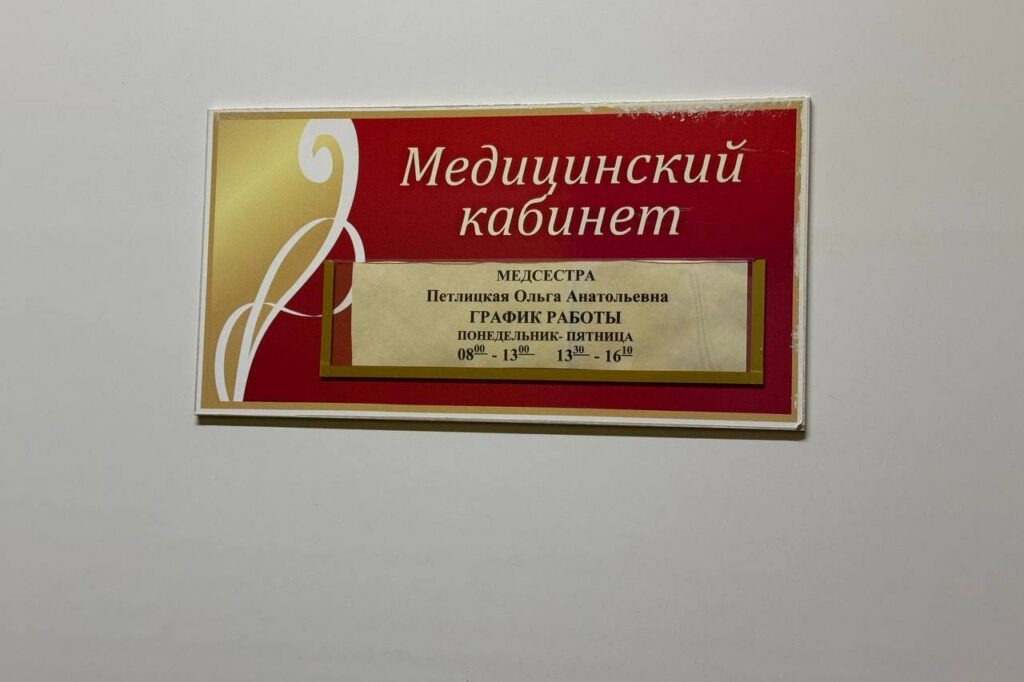 Медицинский
кабинет
МЕДСЕСТРА
Петлицкая Ольга Анатольевна
ГРАФИК РАБОТЫ
ПОНЕДЕЛЬНИК- ПЯТНИЦА
08⁰⁰ - 13⁰⁰ 13³⁰ - 16¹⁰